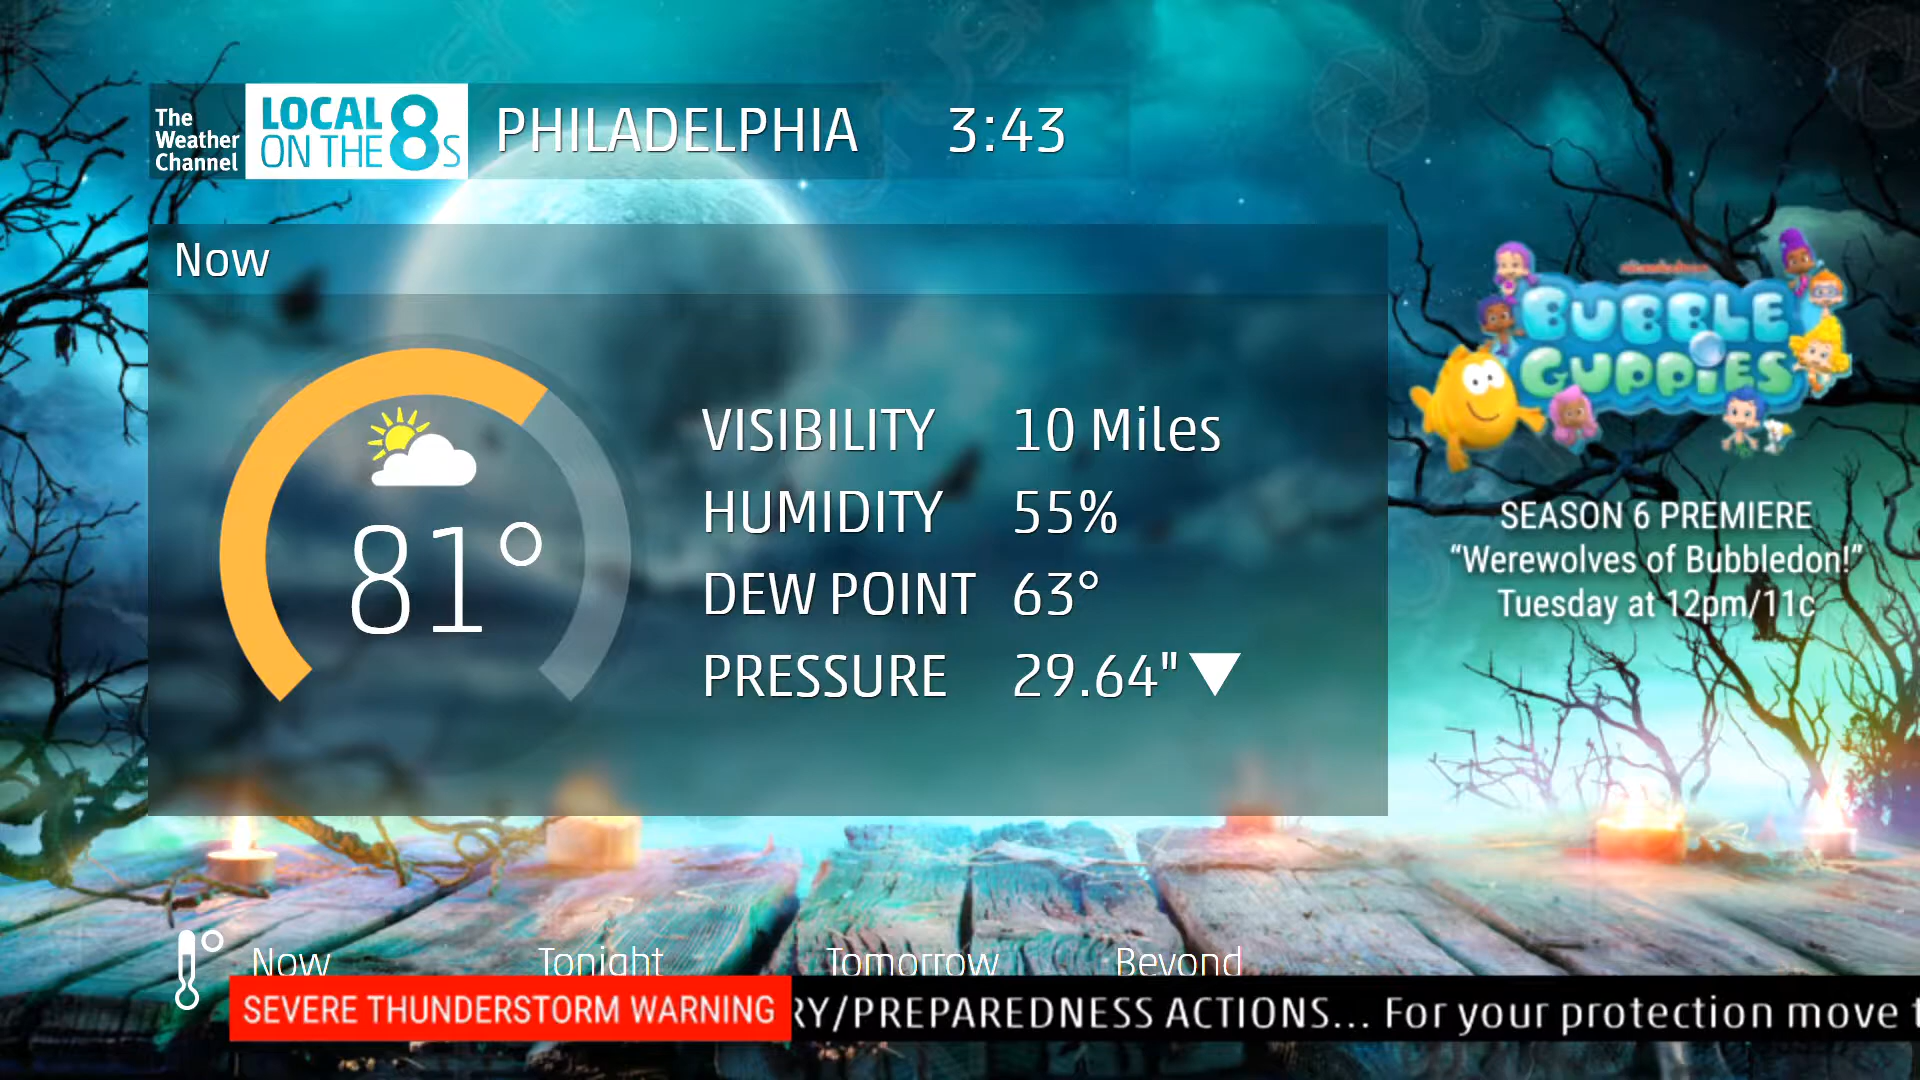 The
Weather
Channel
LOCAL
ON THE 8s
PHILADELPHIA 3:43
Now
81°
VISIBILITY 10 Miles
HUMIDITY 55%
DEW POINT 63°
PRESSURE 29.64"
BUBBLE
GUPPIES
SEASON 6 PREMIERE
“Werewolves of Bubbledon!”
Tuesday at 12pm/11c
Now Tonight Tomorrow Beyond
SEVERE THUNDERSTORM WARNING RY/PREPAREDNESS ACTIONS... For your protection move t